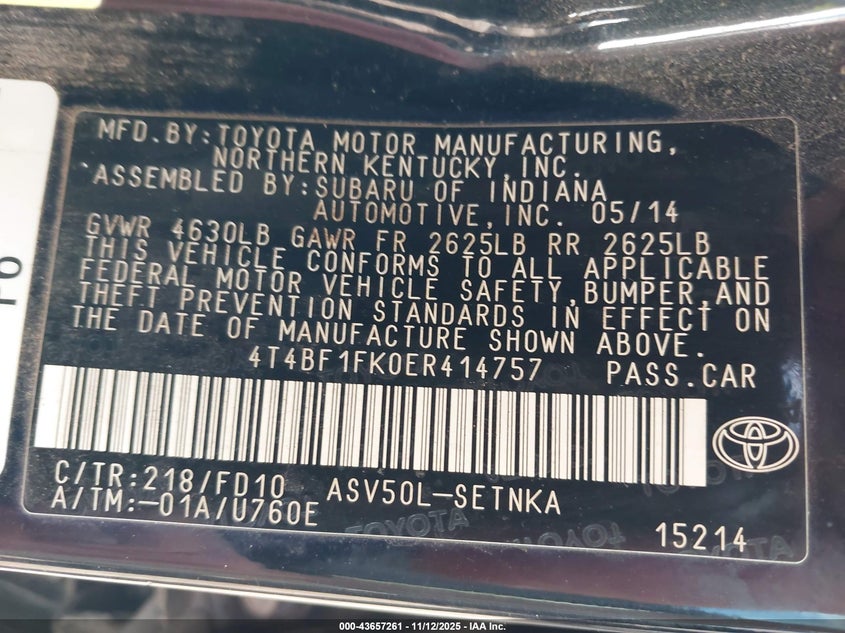 MFD.BY:TOYOTA MOTOR MANUFACTURING,
NORTHERN KENTUCKY,INC.
ASSEMBLED BY:SUBARU OF INDIANA
AUTOMOTIVE,INC. 05/14
GVWR 4630LB GAWR FR 2625LB RR 2625LB
THIS VEHICLE CONFORMS TO ALL APPLICABLE
FEDERAL MOTOR VEHICLE SAFETY,BUMPER,AND
THEFT PREVENTION STANDARDS IN EFFECT ON
THE DATE OF MANUFACTURE SHOWN ABOVE.
4T4BF1FK0ER414757 PASS.CAR
C/TR:218/FD10 ASV50L-SETNKA
A/TM:-01A/U760E
15214
TOYOTA
TOYOTA
TOYOTA
000-43657261 - 11/12/2025 - IAA Inc.